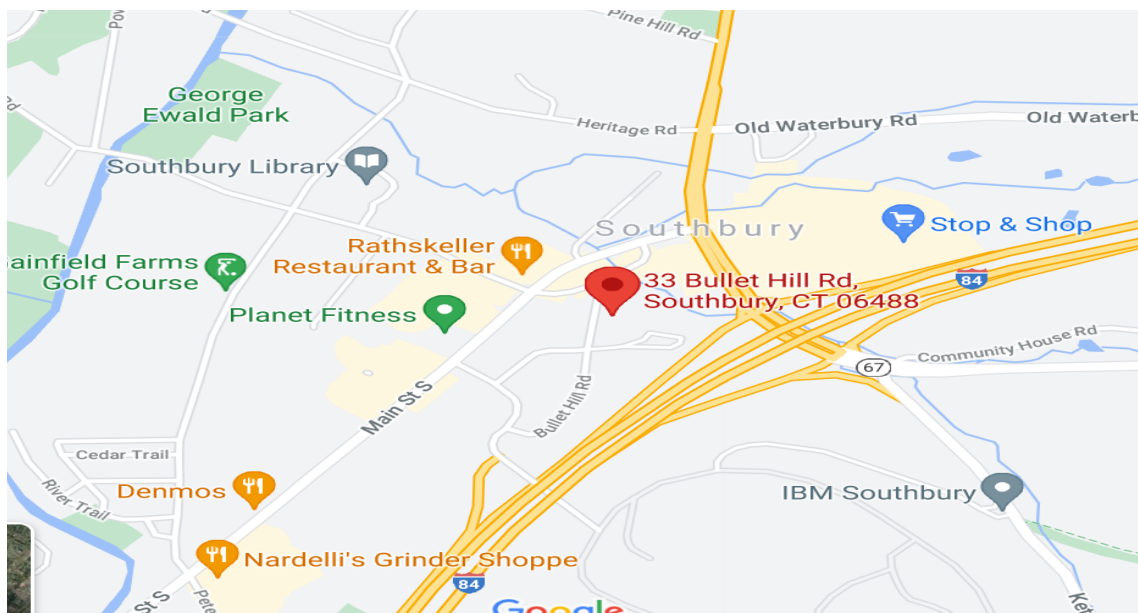 Pine Hill Rd
George
Ewald Park
Heritage Rd
Old Waterbury Rd
Old Waterb
Southbury Library
Southbury
Stop & Shop
Rathskeller
Restaurant & Bar
ainfield Farms
Golf Course
33 Bullet Hill Rd,
Southbury, CT 06488
84
Planet Fitness
Community House Rd
67
Main St S
Bullet Hill Rd
Cedar Trail
River Trail
Denmos
IBM Southbury
Nardelli's Grinder Shoppe
84
St S
Pete
Ket
Google